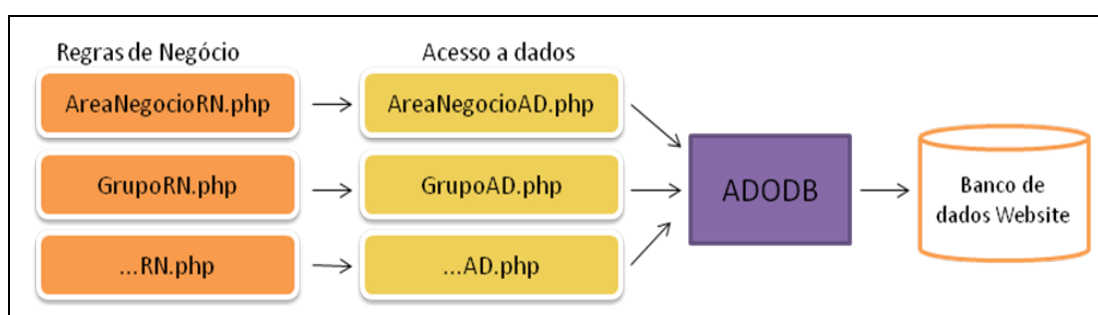 Regras de Negócio
Acesso a dados
AreaNegocioRN.php
AreaNegocioAD.php
GrupoRN.php
GrupoAD.php
ADODB
Banco de
dados Website
...RN.php
...AD.php